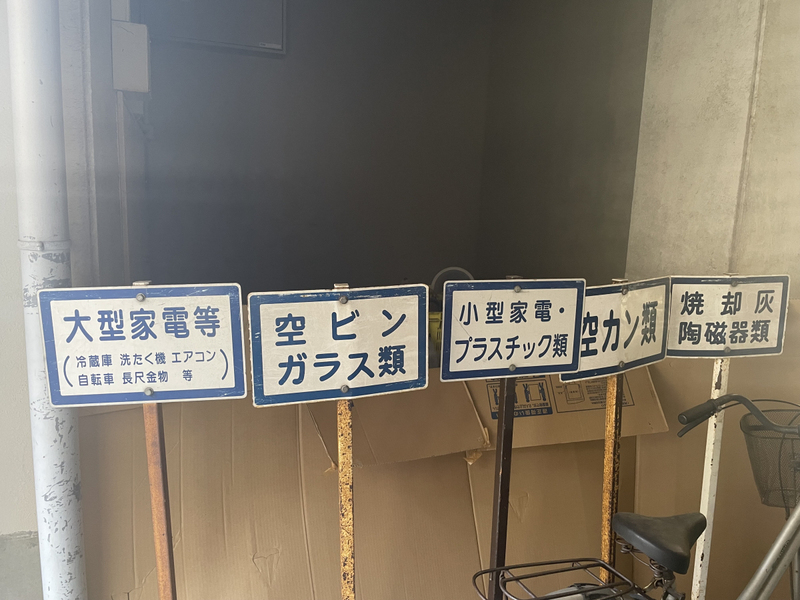 大型家電等
(冷蔵庫 洗たく機 エアコン
自転車 長尺金物 等)
空ビン
ガラス類
小型家電・
プラスチック類
空カン類
焼却灰
陶磁器類